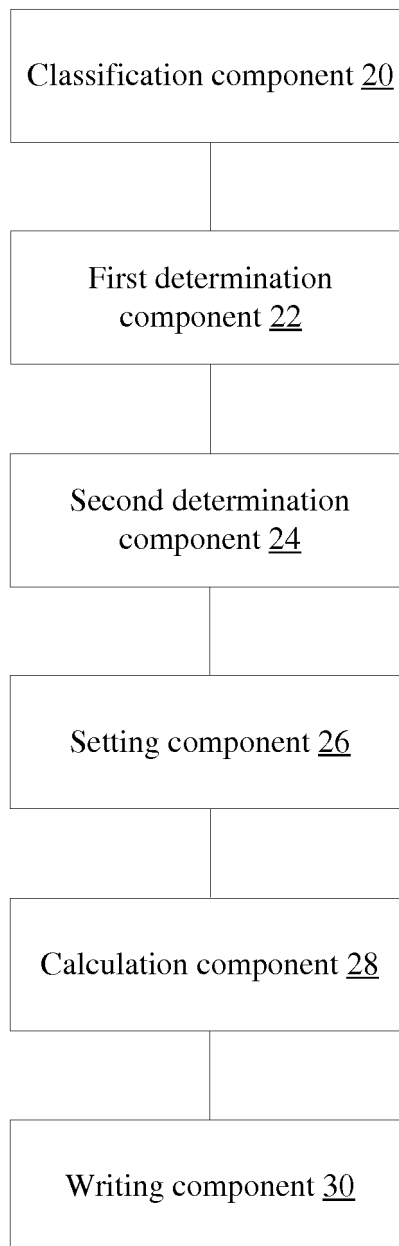 Classification component 20
First determination
component 22
Second determination
component 24
Setting component 26
Calculation component 28
Writing component 30